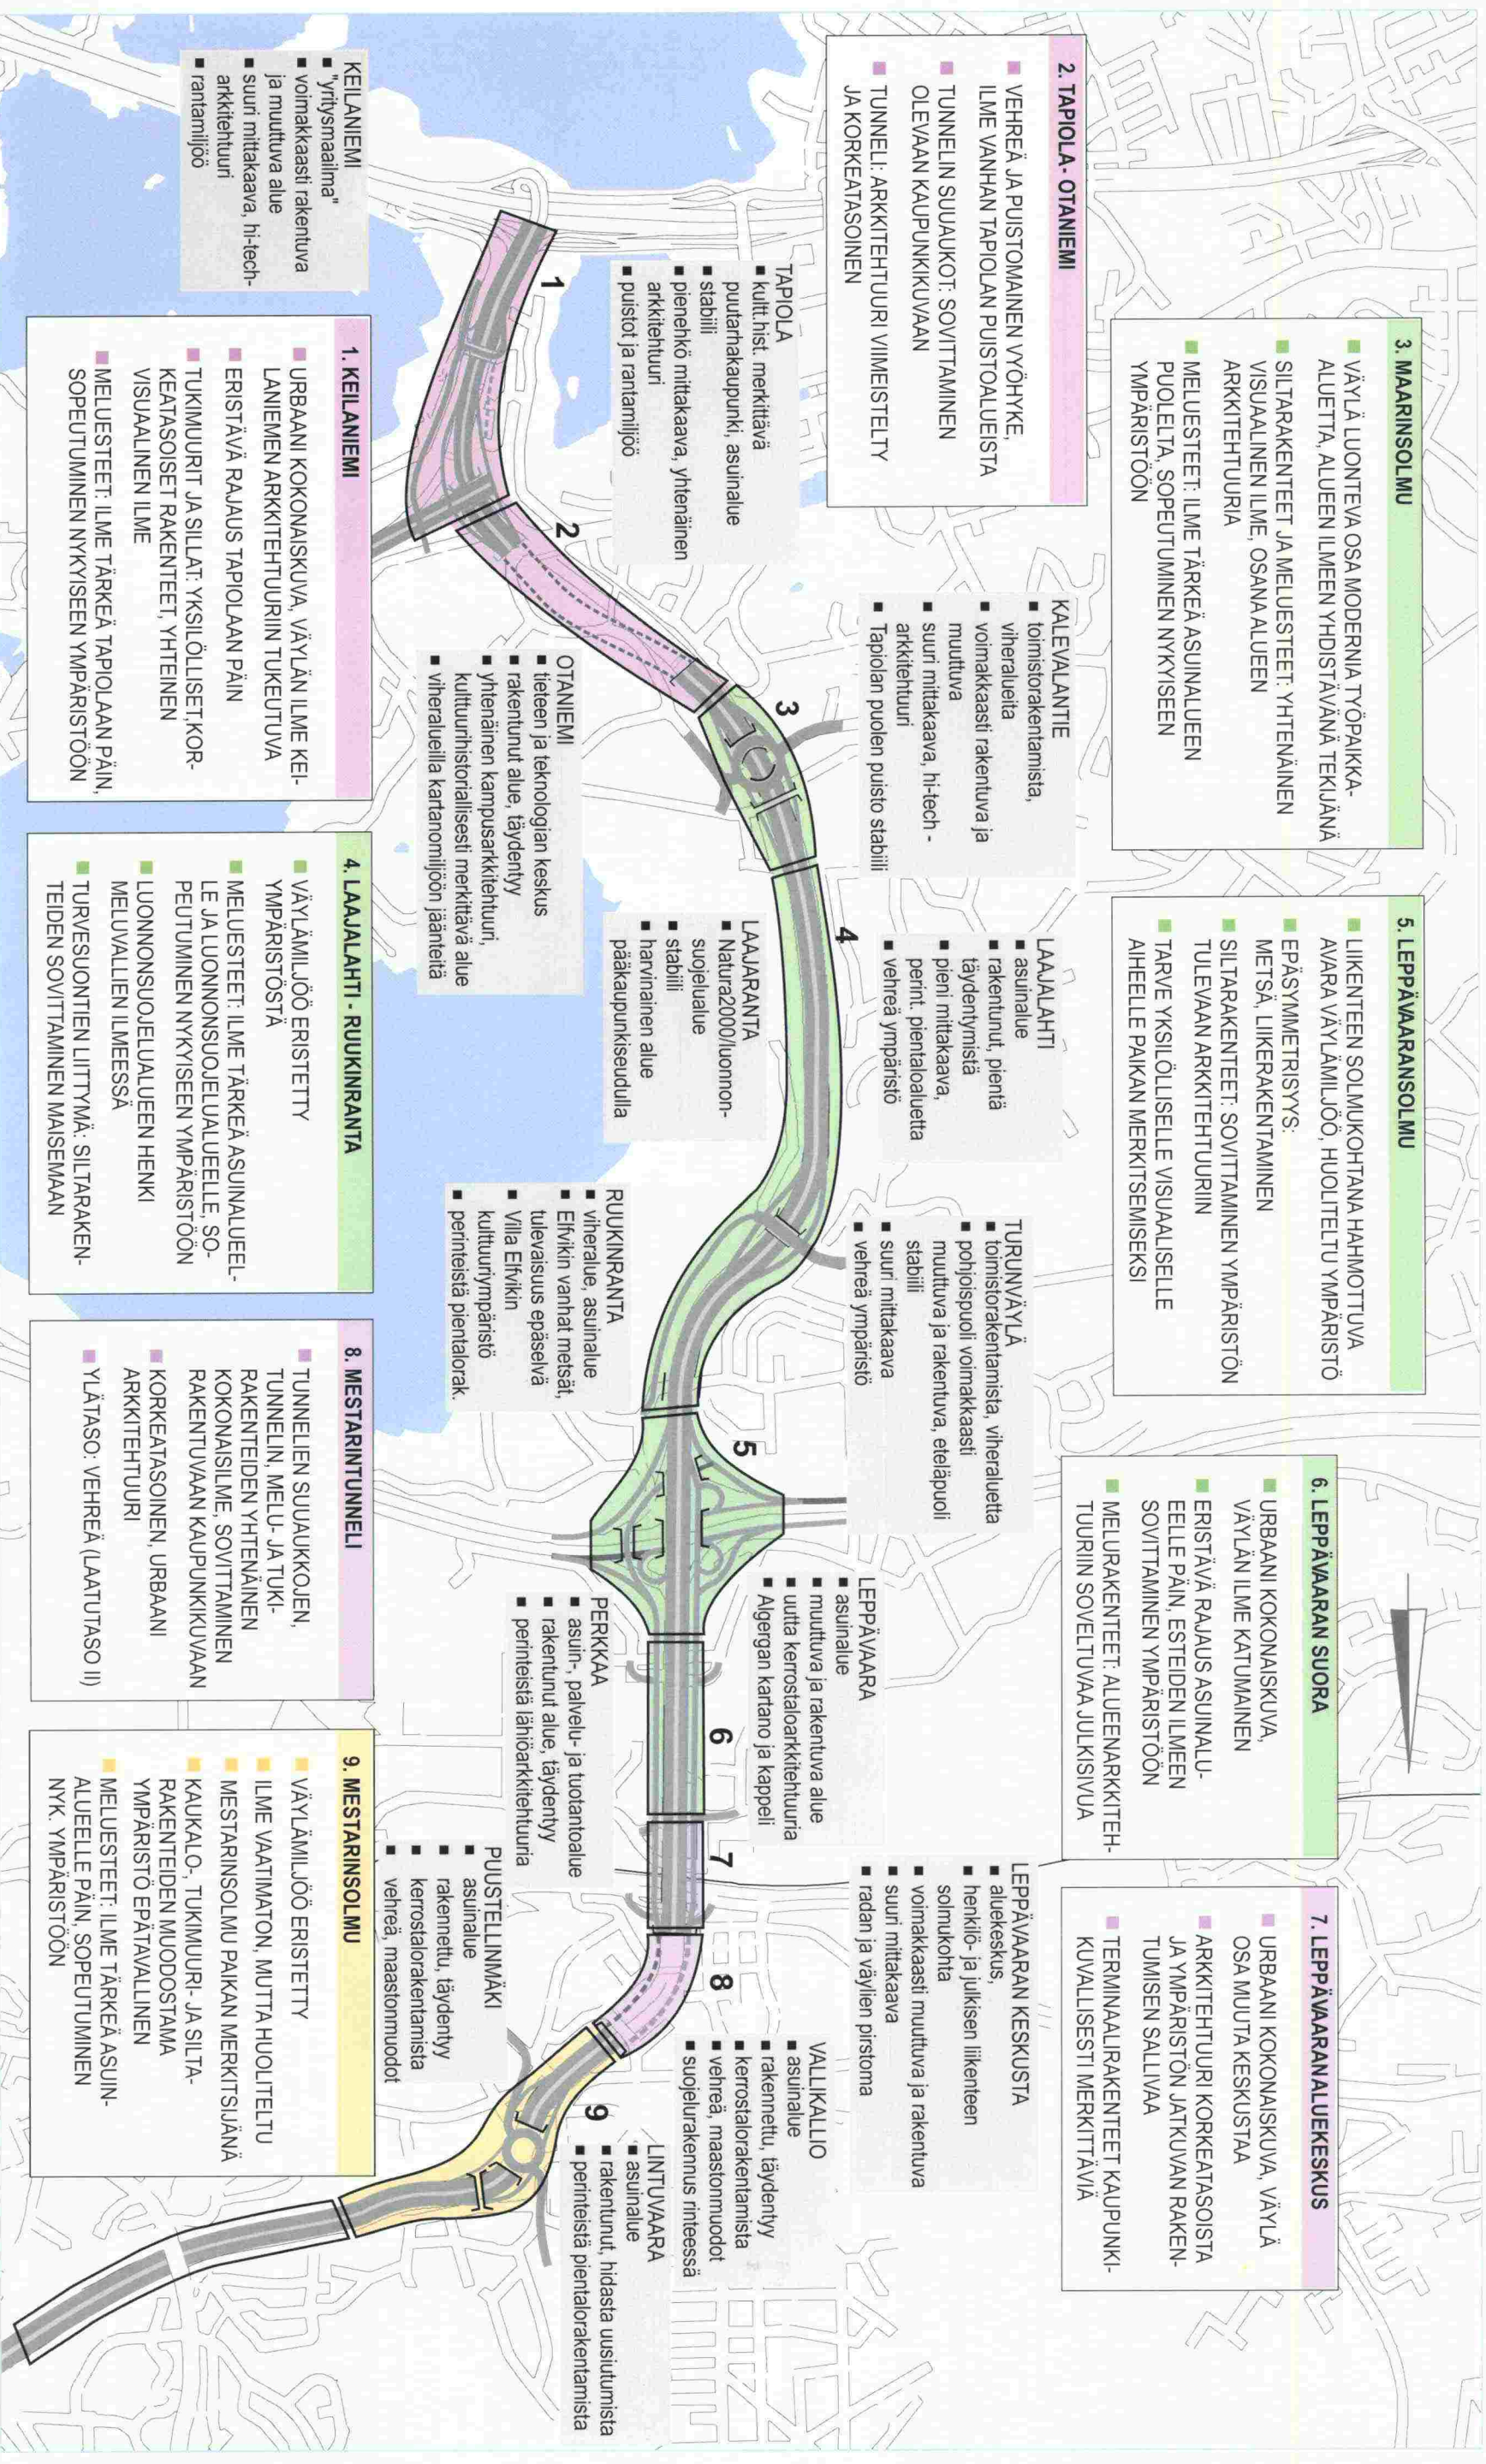 1. KEILANIEMI
URBAANI KOKONAISKUVA, VÄYLÄN ILME KEI-
LANIEMEN ARKKITEHTUURIIN TUKEUTUVA
ERISTÄVÄ RAJAUS TAPIOLAAN PÄIN
TUKIMUURIT JA SILLAT: YKSILÖLLISET,KOR-
KEATASOISET RAKENTEET, YHTEINEN
VISUAALINEN ILME
MELUESTEET: ILME TÄRKEÄ TAPIOLAAN PÄIN,
SOPEUTUMINEN NYKYISEEN YMPÄRISTÖÖN
2. TAPIOLA - OTANIEMI
VEHREÄ JA PUISTOMAINEN VYÖHYKE,
ILME VANHAN TAPIOLAN PUISTOALUEISTA
TUNNELIN SUUAUKOT: SOVITTAMINEN
OLEVAAN KAUPUNKIKUVAAN
TUNNELI: ARKKITEHTUURI VIIMEISTELTY
JA KORKEATASOINEN
3. MAARINSOLMU
VÄYLÄ LUONTEVA OSA MODERNIA TYÖPAIKKA-
ALUETTA, ALUEEN ILMEEN YHDISTÄVÄNÄ TEKIJÄNÄ
SILTARAKENTEET JA MELUESTEET: YHTENÄINEN
VISUAALINEN ILME, OSANA ALUEEN
ARKKITEHTUURIA
MELUESTEET: ILME TÄRKEÄ ASUINALUEEN
PUOLELTA, SOPEUTUMINEN NYKYISEEN
YMPÄRISTÖÖN
4. LAAJALAHTI - RUUKINRANTA
VÄYLÄMILJÖÖ ERISTETTY
YMPÄRISTÖSTÄ
MELUESTEET: ILME TÄRKEÄ ASUINALUEEL-
LE JA LUONNONSUOJELUALUEELLE, SO-
PEUTUMINEN NYKYISEEN YMPÄRISTÖÖN
LUONNONSUOJELUALUEEN HENKI
MELUVALLIEN ILMEESSÄ
TURVESUONTIEN LIITTYMÄ: SILTARAKEN-
TEIDEN SOVITTAMINEN MAISEMAAN
5. LEPPÄVAARANSOLMU
LIIKENTEEN SOLMUKOHTANA HAHMOTTUVA
AVARA VÄYLÄMILJÖÖ, HUOLITELTU YMPÄRISTÖ
EPÄSYMMETRISYYS:
METSÄ, LIIKERAKENTAMINEN
SILTARAKENTEET: SOVITTAMINEN YMPÄRISTÖN
TULEVAAN ARKKITEHTUURIIN
TARVE YKSILÖLLISELLE VISUAALISELLE
AIHEELLE PAIKAN MERKITSEMISEKSI
6. LEPPÄVAARAN SUORA
URBAANI KOKONAISKUVA,
VÄYLÄN ILME KATUMAINEN
ERISTÄVÄ RAJAUS ASUINALU-
EELLE PÄIN, ESTEIDEN ILMEEN
SOVITTAMINEN YMPÄRISTÖÖN
MELURAKENTEET: ALUEENARKKITEH-
TUURIIN SOVELTUVAA JULKISIVUA
7. LEPPÄVAARANALUEKESKUS
URBAANI KOKONAISKUVA, VÄYLÄ
OSA MUUTA KESKUSTAA
ARKKITEHTUURI KORKEATASOISTA
JA YMPÄRISTÖN JATKUVAN RAKEN-
TUMISEN SALLIVAA
TERMINAALIRAKENTEET KAUPUNKI-
KUVALLISESTI MERKITTÄVIÄ
8. MESTARINTUNNELI
TUNNELIEN SUUAUKKOJEN,
TUNNELIN, MELU- JA TUKI-
RAKENTEIDEN YHTENÄINEN
KOKONAISILME, SOVITTAMINEN
RAKENTUVAAN KAUPUNKIKUVAAN
KORKEATASOINEN, URBAANI
ARKKITEHTUURI
YLÄTASO: VEHREÄ (LAATUTASO II)
9. MESTARINSOLMU
VÄYLÄMILJÖÖ ERISTETTY
ILME VAATIMATON, MUTTA HUOLITELTU
MESTARINSOLMU PAIKAN MERKITSIJÄNÄ
KAUKALO-, TUKIMUURI- JA SILTA-
RAKENTEIDEN MUODOSTAMA
YMPÄRISTÖ EPÄTAVALLINEN
MELUESTEET: ILME TÄRKEÄ ASUIN-
ALUEELLE PÄIN, SOPEUTUMINEN
NYK. YMPÄRISTÖÖN
KEILANIEMI
"yritysmaailma"
voimakkaasti rakentuva
ja muuttuva alue
suuri mittakaava, hi-tech-
arkkitehtuuri
rantamiljöö
TAPIOLA
kultt.hist. merkittävä
puutarhakaupunki, asuinalue
stabiili
pienehkö mittakaava, yhtenäinen
arkkitehtuuri
puistot ja rantamiljöö
KALEVALANTIE
toimistorakentamista,
viheralueita
voimakkaasti rakentuva ja
muuttuva
suuri mittakaava, hi-tech -
arkkitehtuuri
Tapiolan puolen puisto stabiili
OTANIEMI
tieteen ja teknologian keskus
rakentunut alue, täydentyy
yhtenäinen kampusarkkitehtuuri,
kulttuurihistoriallisesti merkittävä alue
viheralueilla kartanomiljöön jäänteitä
LAAJALAHTI
asuinalue
rakentunut, pientä
täydentymistä
pieni mittakaava,
perint. pientaloaluetta
vehreä ympäristö
LAAJARANTA
Natura2000/luonnon-
suojelualue
stabiili
harvinainen alue
pääkaupunkiseudulla
TURUNVÄYLÄ
toimistorakentamista, viheraluetta
pohjoispuoli voimakkaasti
muuttuva ja rakentuva, eteläpuoli
stabiili
suuri mittakaava
vehreä ympäristö
RUUKINRANTA
viheralue, asuinalue
Elfvikin vanhat metsät,
tulevaisuus epäselvä
Villa Elfvikin
kulttuuriympäristö
perinteistä pientalorak.
LEPPÄVAARA
asuinalue
muuttuva ja rakentuva alue
uutta kerrostaloarkkitehtuuria
Algergan kartano ja kappeli
PERKKAA
asuin-, palvelu- ja tuotantoalue
rakentunut alue, täydentyy
perinteistä lähiöarkkitehtuuria
LEPPÄVAARAN KESKUSTA
aluekeskus,
henkilö- ja julkisen liikenteen
solmukohta
voimakkaasti muuttuva ja rakentuva
suuri mittakaava
radan ja väylien pirstoma
PUUSTELLINMÄKI
asuinalue
rakennettu, täydentyy
kerrostalorakentamista
vehreä, maastonmuodot
VALLIKALLIO
asuinalue
rakennettu, täydentyy
kerrostalorakentamista
vehreä, maastonmuodot
suojelurakennus rinteessä
LINTUVAARA
asuinalue
rakentunut, hidasta uusiutumista
perinteistä pientalorakentamista
1
2
3
4
5
6
7
8
9